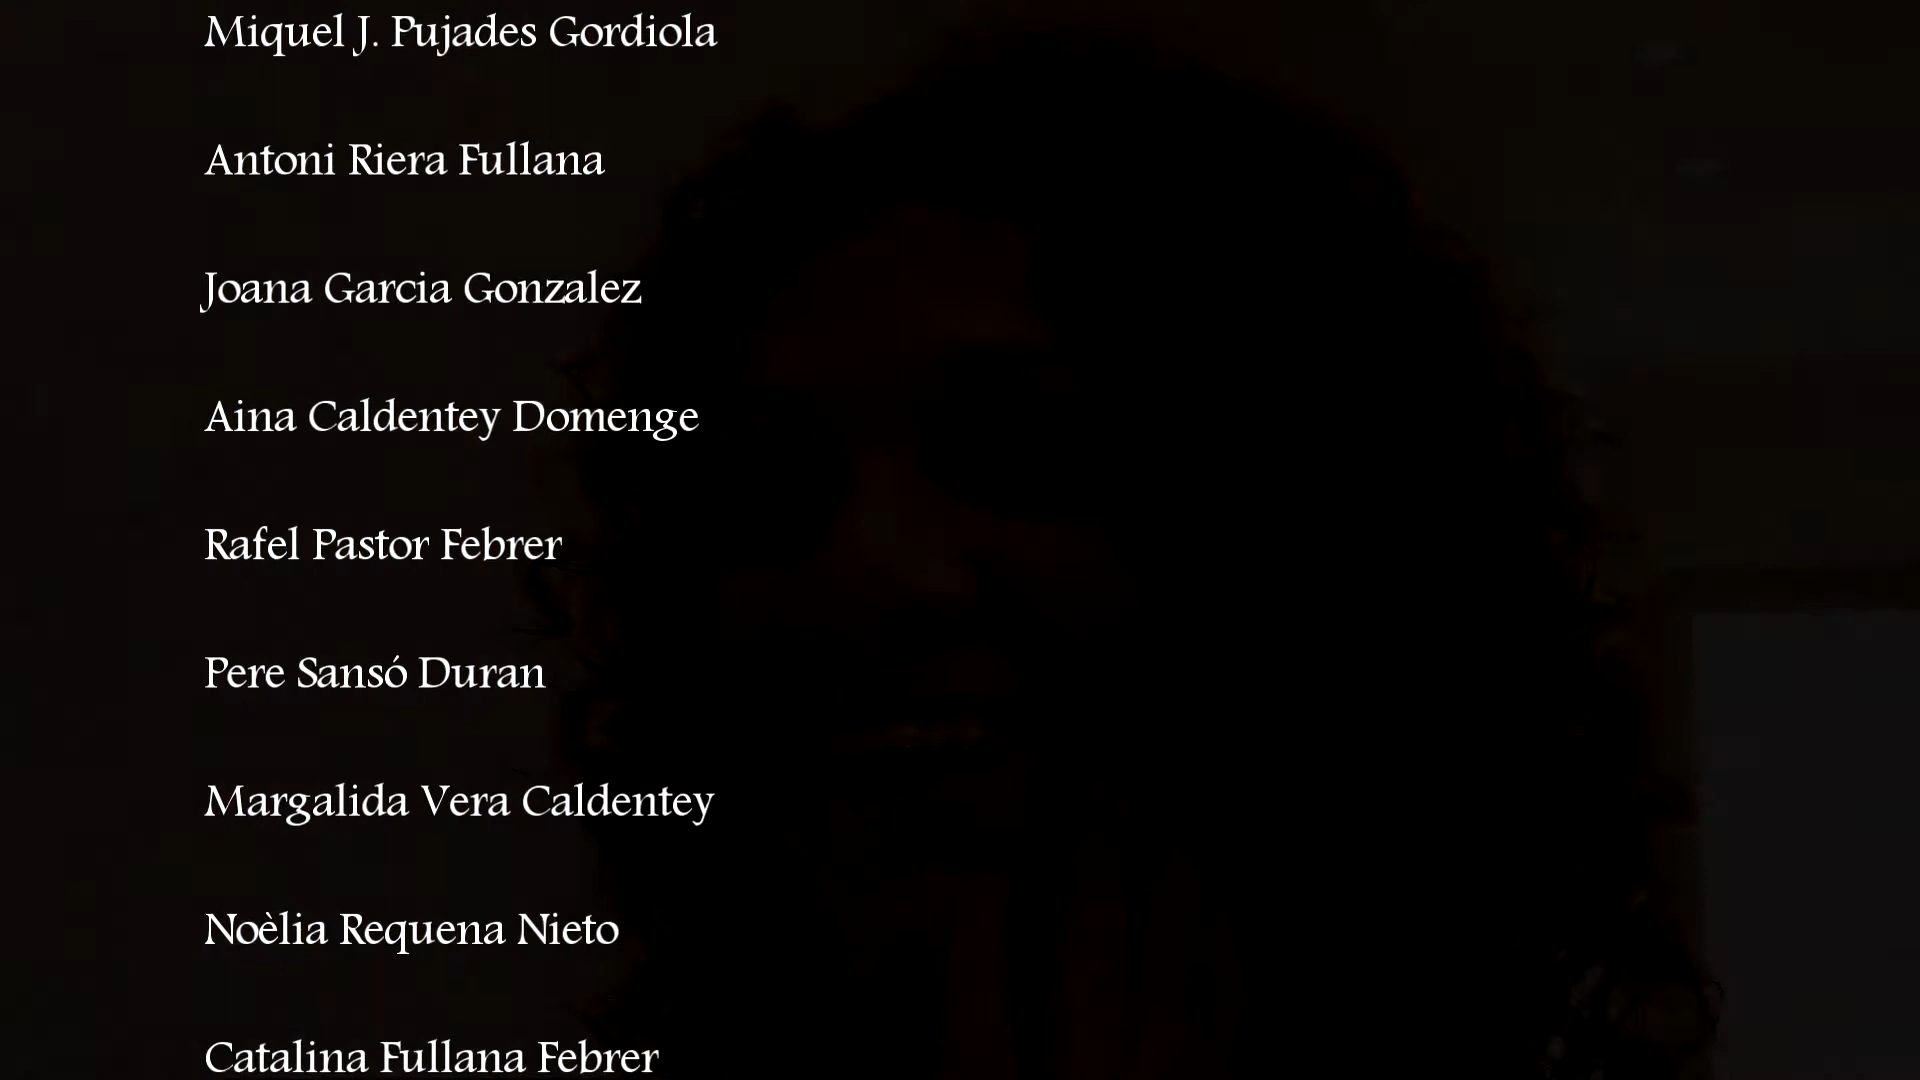 Miquel J. Pujades Gordiola
Antoni Riera Fullana
Joana Garcia Gonzalez
Aina Caldentey Domenge
Rafel Pastor Febrer
Pere Sansó Duran
Margalida Vera Caldentey
Noèlia Requena Nieto
Catalina Fullana Febrer